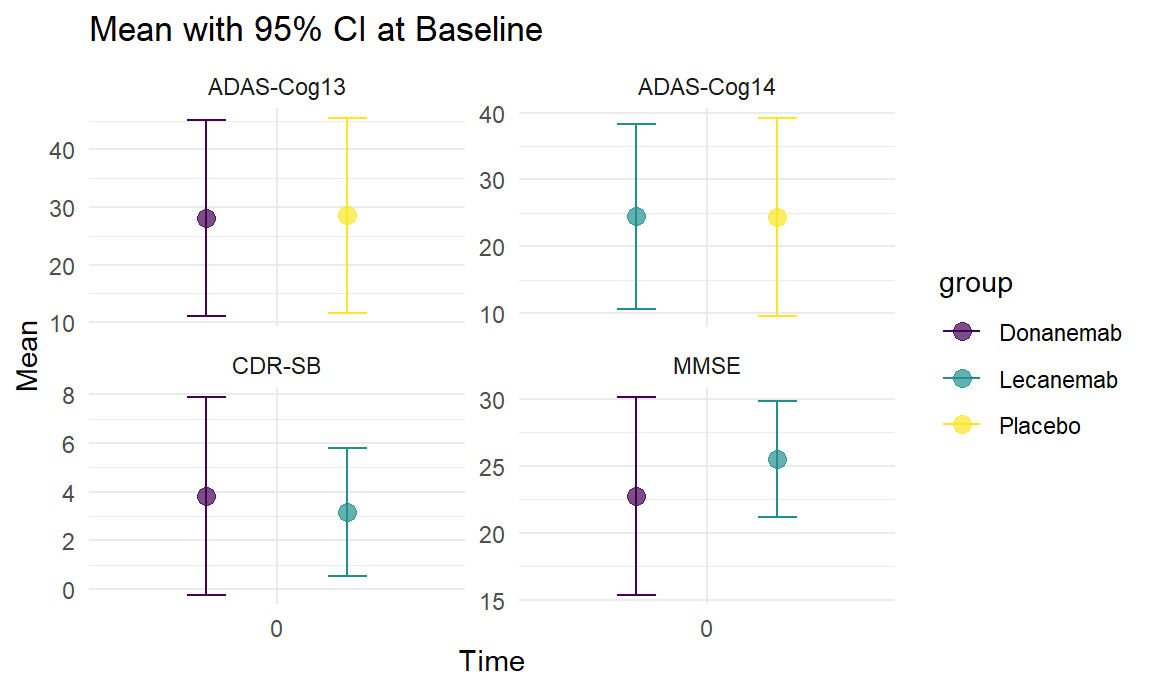 Mean with 95% CI at Baseline
ADAS-Cog13
ADAS-Cog14
40
30
20
10
40
30
20
10
Mean
CDR-SB
MMSE
8
6
4
2
0
30
25
20
15
0
0
Time
group
Donanemab
Lecanemab
Placebo